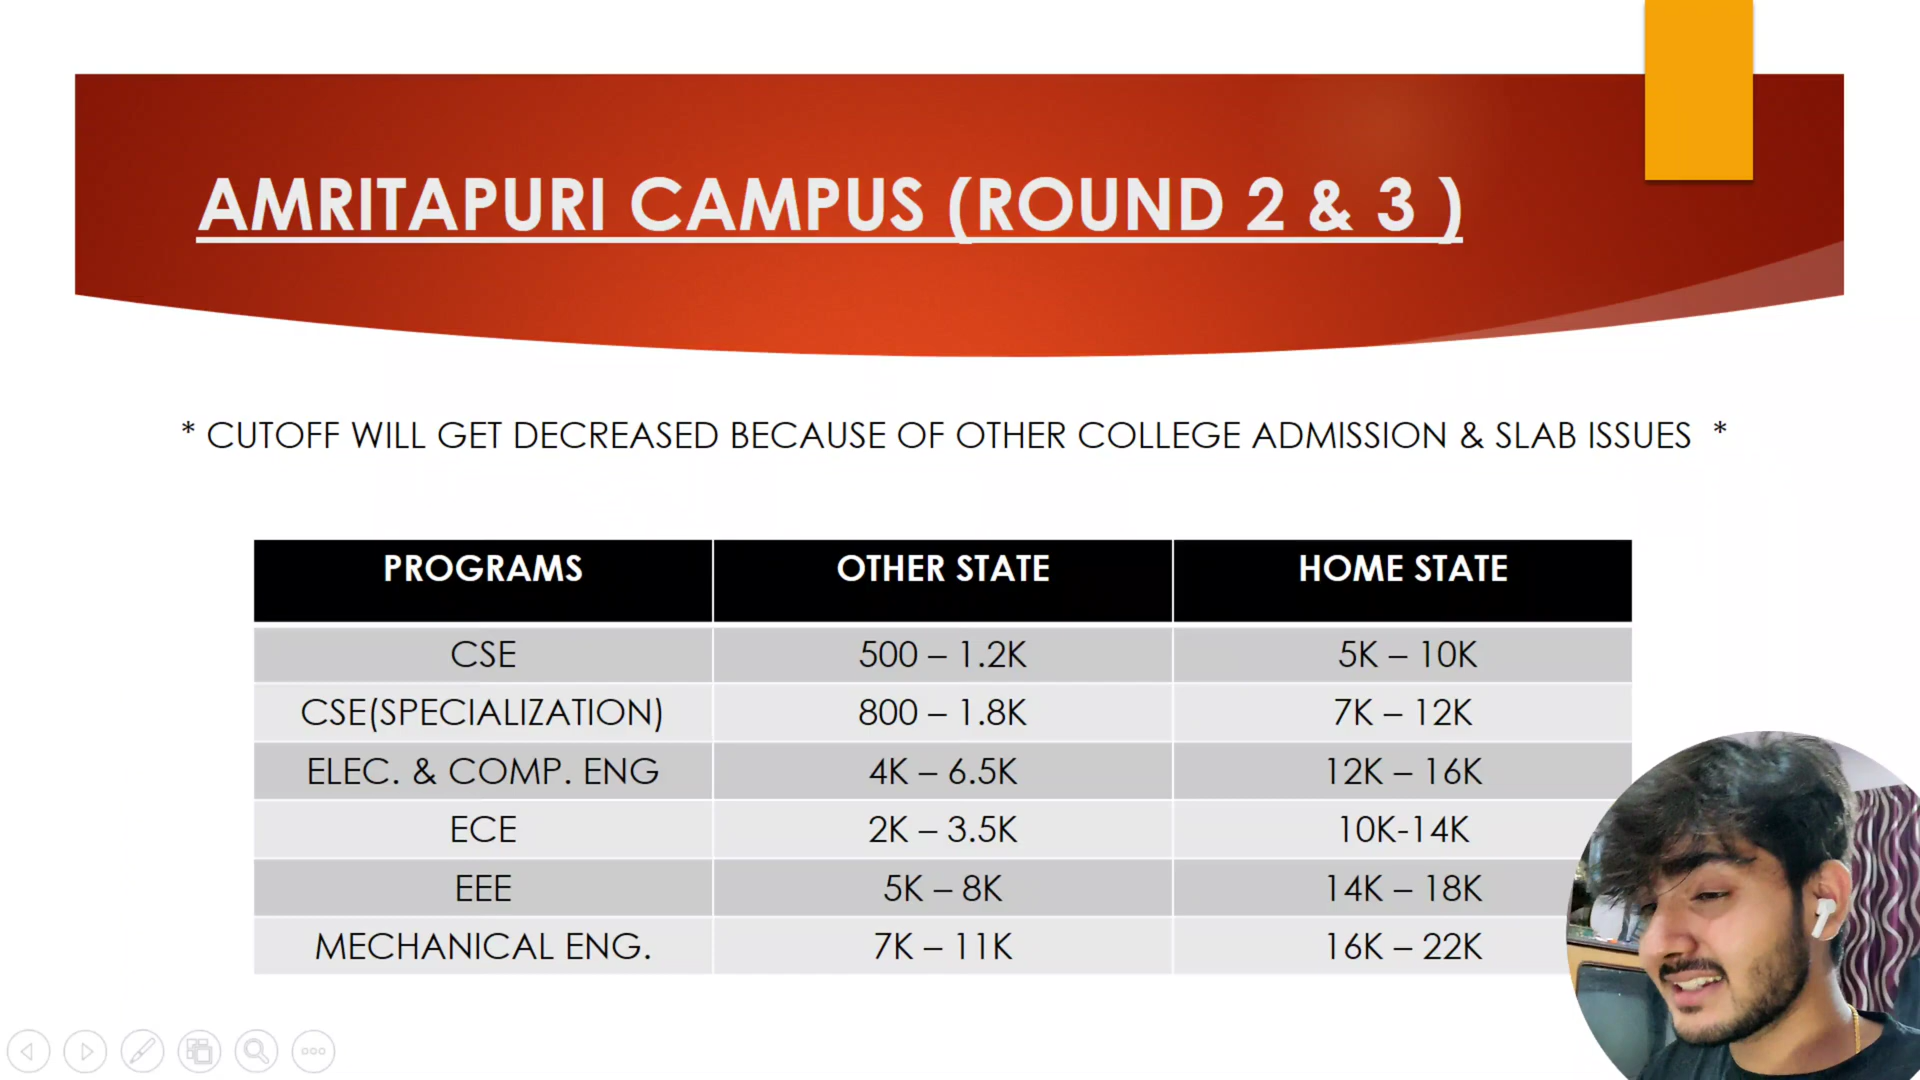 AMRITAPURI CAMPUS (ROUND 2 & 3 )
* CUTOFF WILL GET DECREASED BECAUSE OF OTHER COLLEGE ADMISSION & SLAB ISSUES *
PROGRAMS OTHER STATE HOME STATE
CSE 500 – 1.2K 5K – 10K
CSE(SPECIALIZATION) 800 – 1.8K 7K – 12K
ELEC. & COMP. ENG 4K – 6.5K 12K – 16K
ECE 2K – 3.5K 10K-14K
EEE 5K – 8K 14K – 18K
MECHANICAL ENG. 7K – 11K 16K – 22K